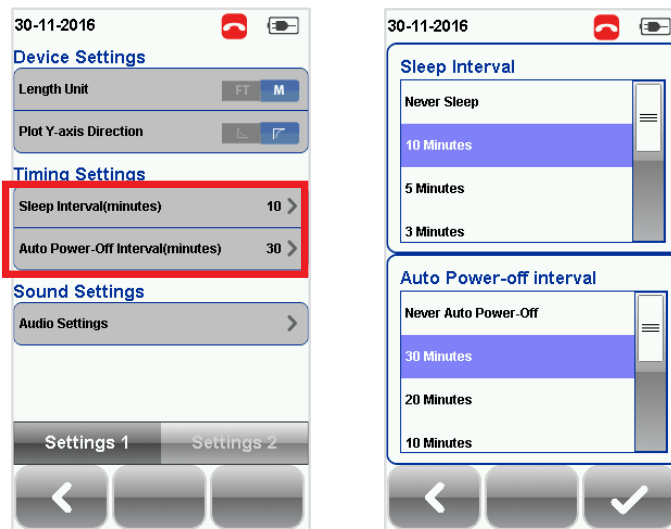 30-11-2016
Device Settings
Length Unit FT M
Plot Y-axis Direction
Timing Settings
Sleep Interval(minutes) 10
Auto Power-Off Interval(minutes) 30
Sound Settings
Audio Settings
Settings 1 Settings 2
30-11-2016
Sleep Interval
Never Sleep
10 Minutes
5 Minutes
3 Minutes
Auto Power-off interval
Never Auto Power-Off
30 Minutes
20 Minutes
10 Minutes